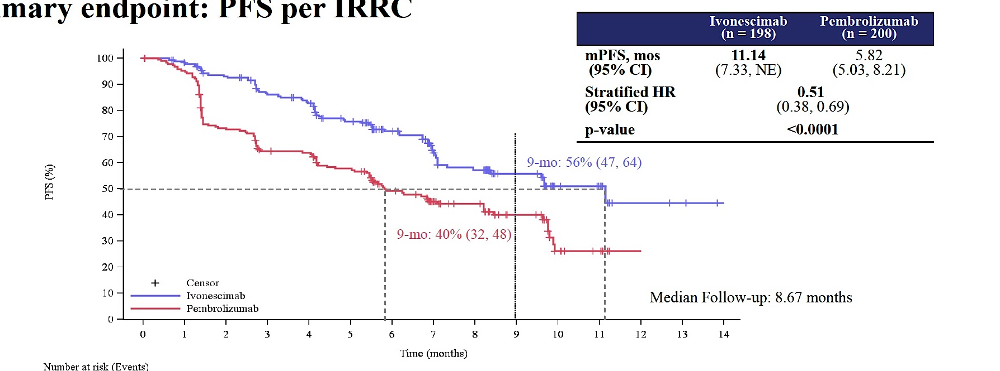 mary endpoint: PFS per IRRC
Ivonescimab Pembrolizumab
(n = 198) (n = 200)
mPFS, mos 11.14 5.82
(95% CI) (7.33, NE) (5.03, 8.21)
Stratified HR 0.51
(95% CI) (0.38, 0.69)
p-value <0.0001
PFS (%)
100
90
80
70
60
50
40
30
20
10
0
9-mo: 56% (47, 64)
9-mo: 40% (32, 48)
Censor
Ivonescimab
Pembrolizumab
Median Follow-up: 8.67 months
0 1 2 3 4 5 6 7 8 9 10 11 12 13 14
Time (months)
Number at risk (Events)